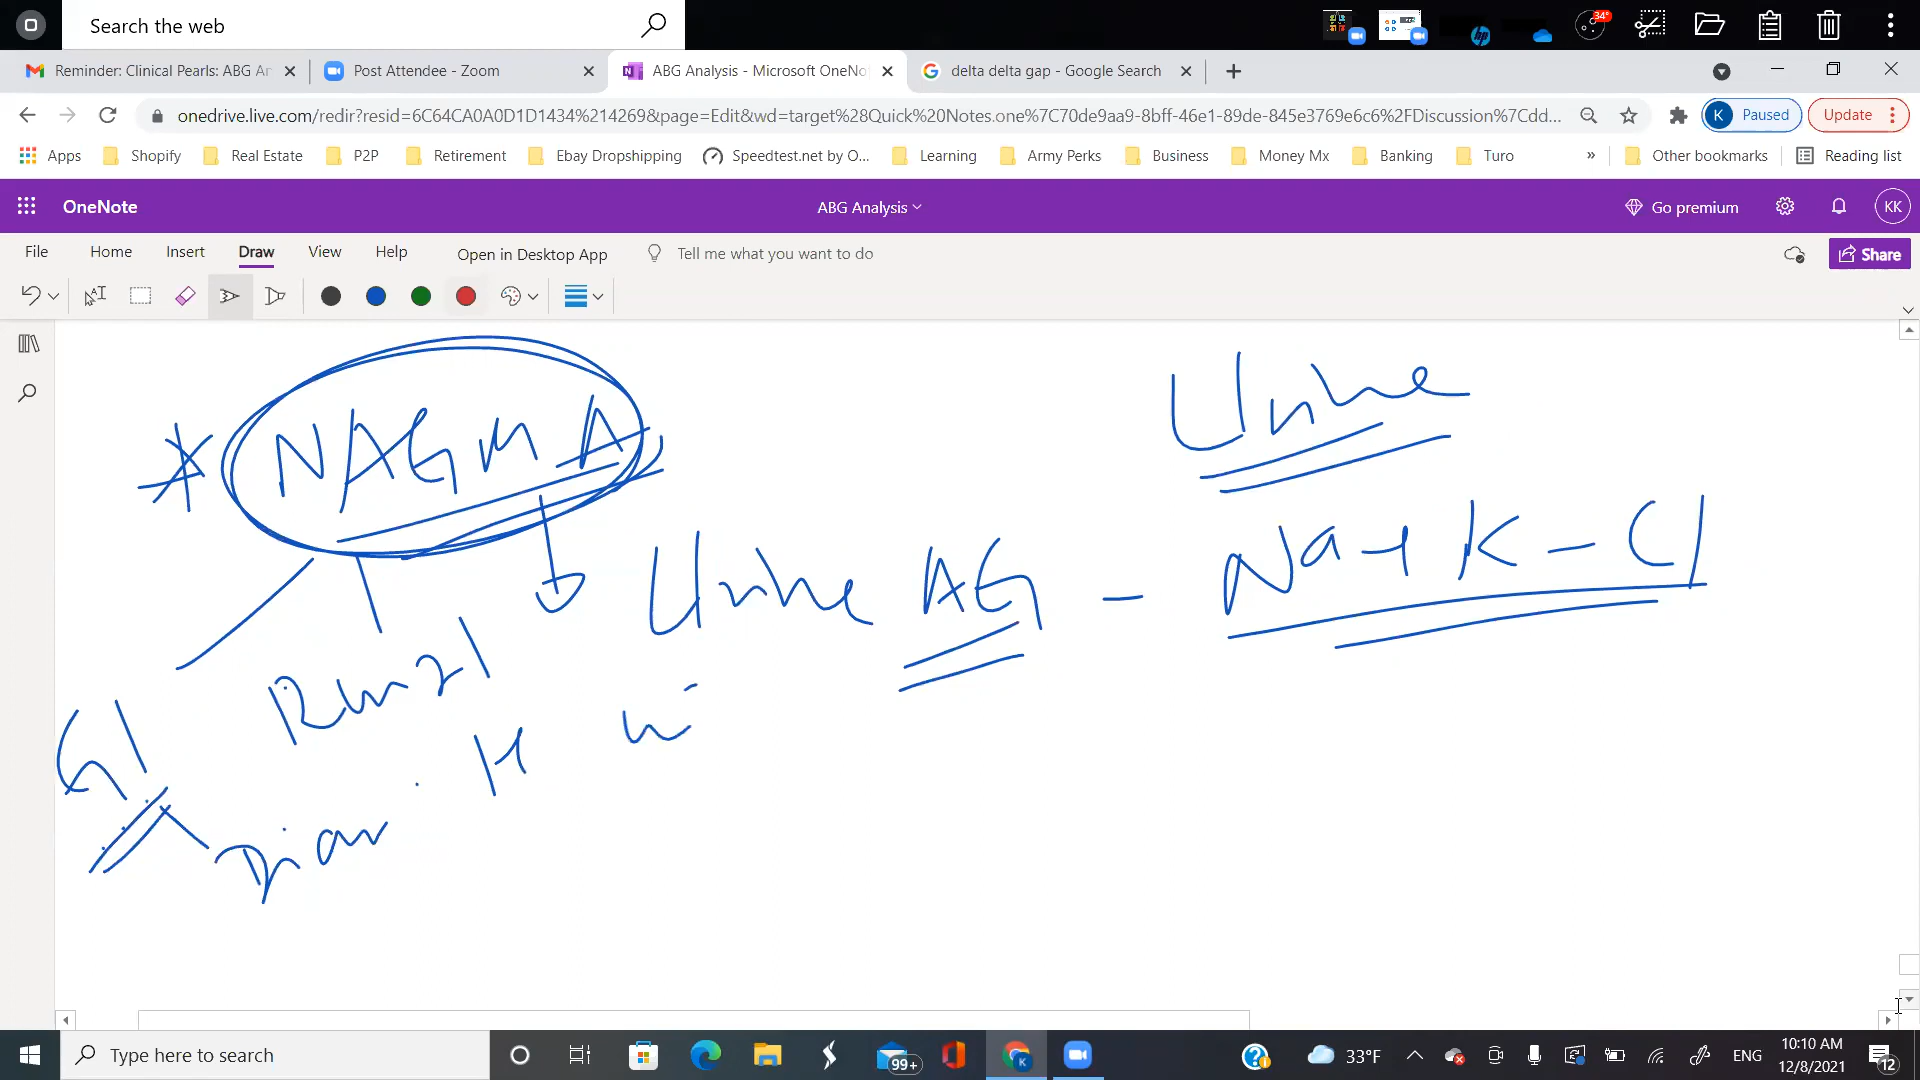 Search the web
34°
Reminder: Clinical Pearls: ABG An
Post Attendee - Zoom
ABG Analysis - Microsoft OneNo
delta delta gap - Google Search
onedrive.live.com/redir?resid=6C64CA0A0D1D1434%214269&page=Edit&wd=target%28Quick%20Notes.one%7C70de9aa9-8bff-46e1-89de-845e3769e6c6%2FDiscussion%7Cdd...
K Paused
Update
Apps Shopify Real Estate P2P Retirement Ebay Dropshipping Speedtest.net by O... Learning Army Perks Business Money Mx Banking Turo » Other bookmarks Reading list
OneNote
ABG Analysis
Go premium
KK
File Home Insert Draw View Help Open in Desktop App Tell me what you want to do
Share
Urine
* NAGMA
Urine AG - Na + K - Cl
Renal
GI
H
Diar
Type here to search
99+
33°F
ENG
10:10 AM
12/8/2021
12